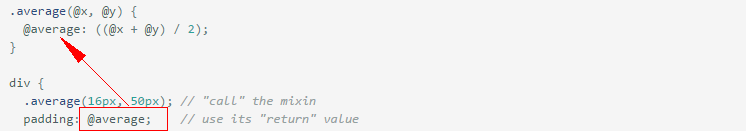 .average(@x, @y) {
@average: ((@x + @y) / 2);
}
div {
.average(16px, 50px); // "call" the mixin
padding: @average; // use its "return" value